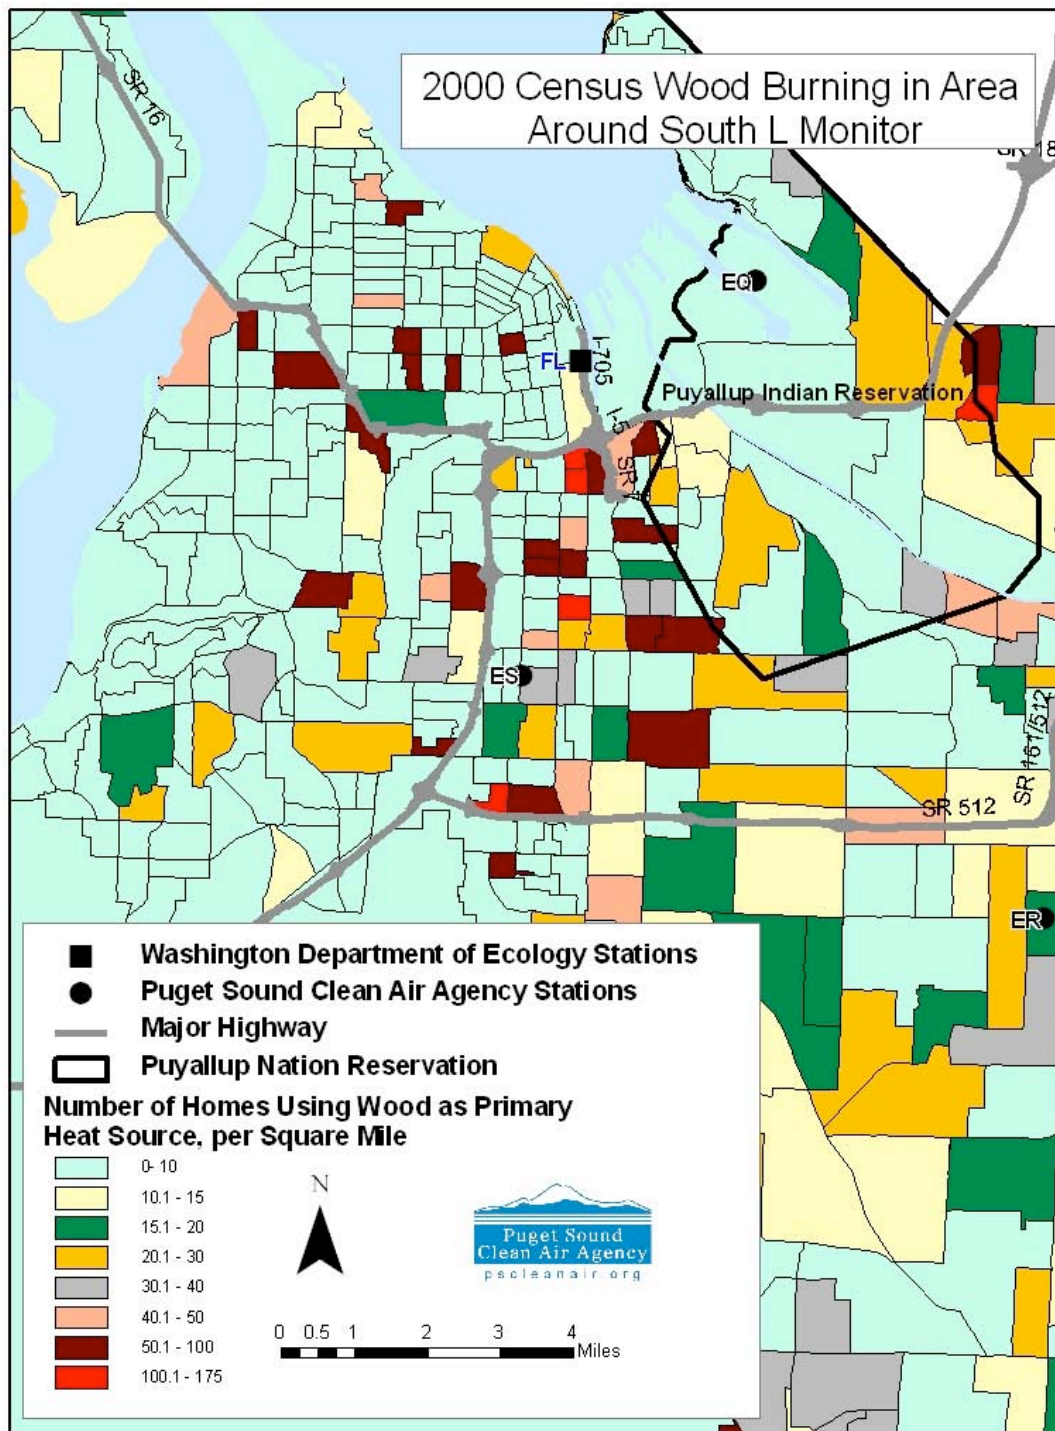 2000 Census Wood Burning in Area
Around South L Monitor
SR 16
SR 18
EQ
FL
I-705
Puyallup Indian Reservation
I-5
SR 7
ES
SR 161/512
SR 512
ER
Washington Department of Ecology Stations
Puget Sound Clean Air Agency Stations
Major Highway
Puyallup Nation Reservation
Number of Homes Using Wood as Primary
Heat Source, per Square Mile
0- 10
10.1 - 15
15.1 - 20
20.1 - 30
30.1 - 40
40.1 - 50
50.1 - 100
100.1 - 175
N
Puget Sound
Clean Air Agency
pscleanair.org
0 0.5 1 2 3 4
Miles